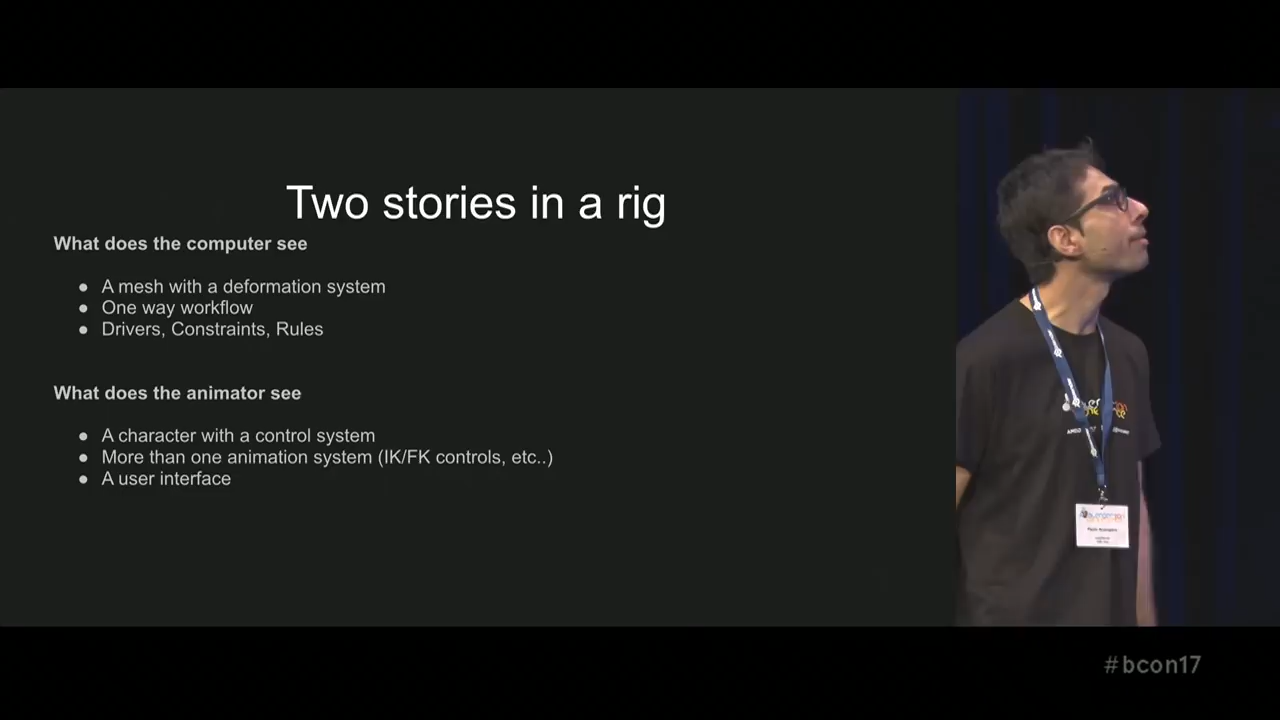 Two stories in a rig
What does the computer see
● A mesh with a deformation system
● One way workflow
● Drivers, Constraints, Rules
What does the animator see
● A character with a control system
● More than one animation system (IK/FK controls, etc..)
● A user interface
#bcon17